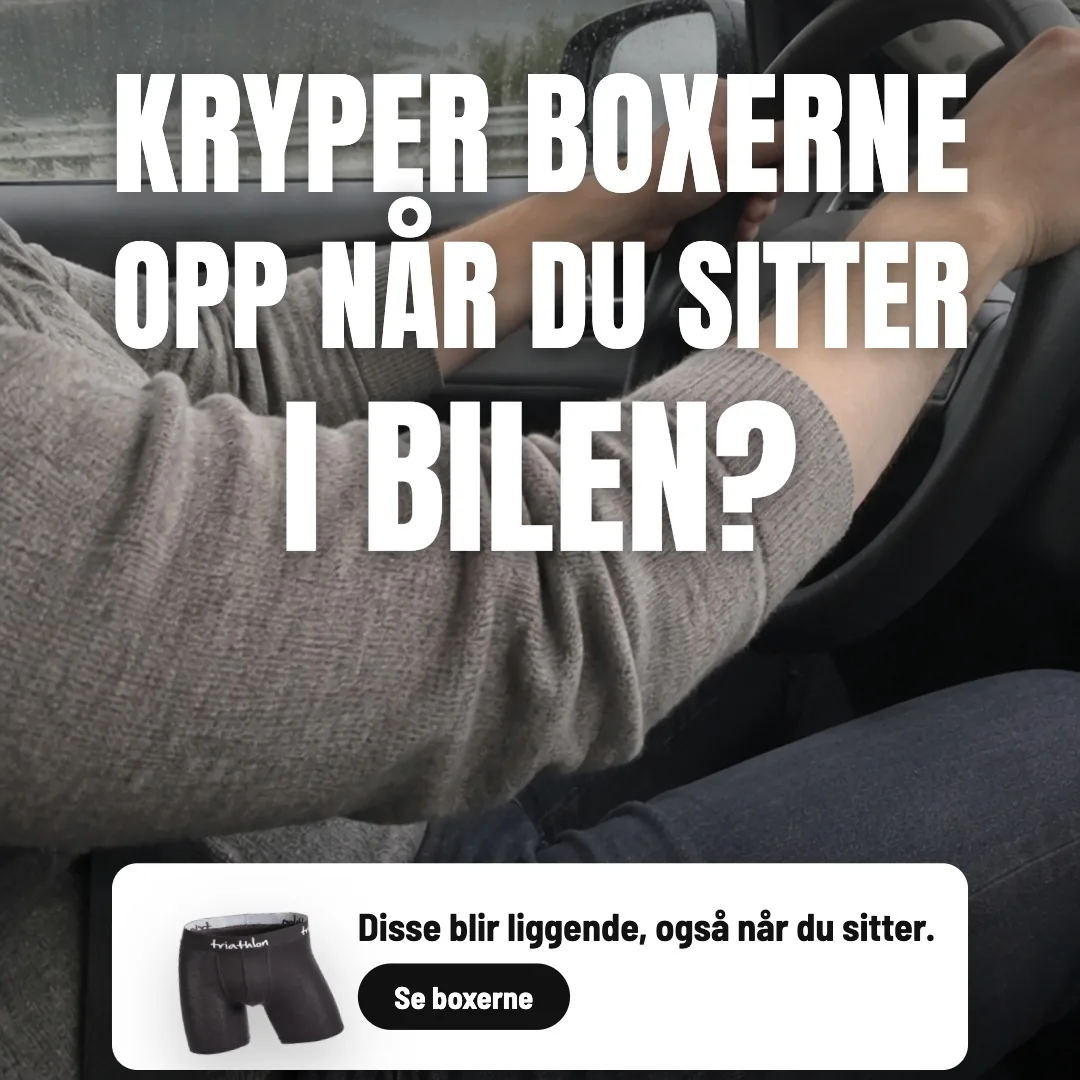 KRYPER BOXERNE
OPP NÅR DU SITTER
I BILEN?
triathlon
Disse blir liggende, også når du sitter.
Se boxerne